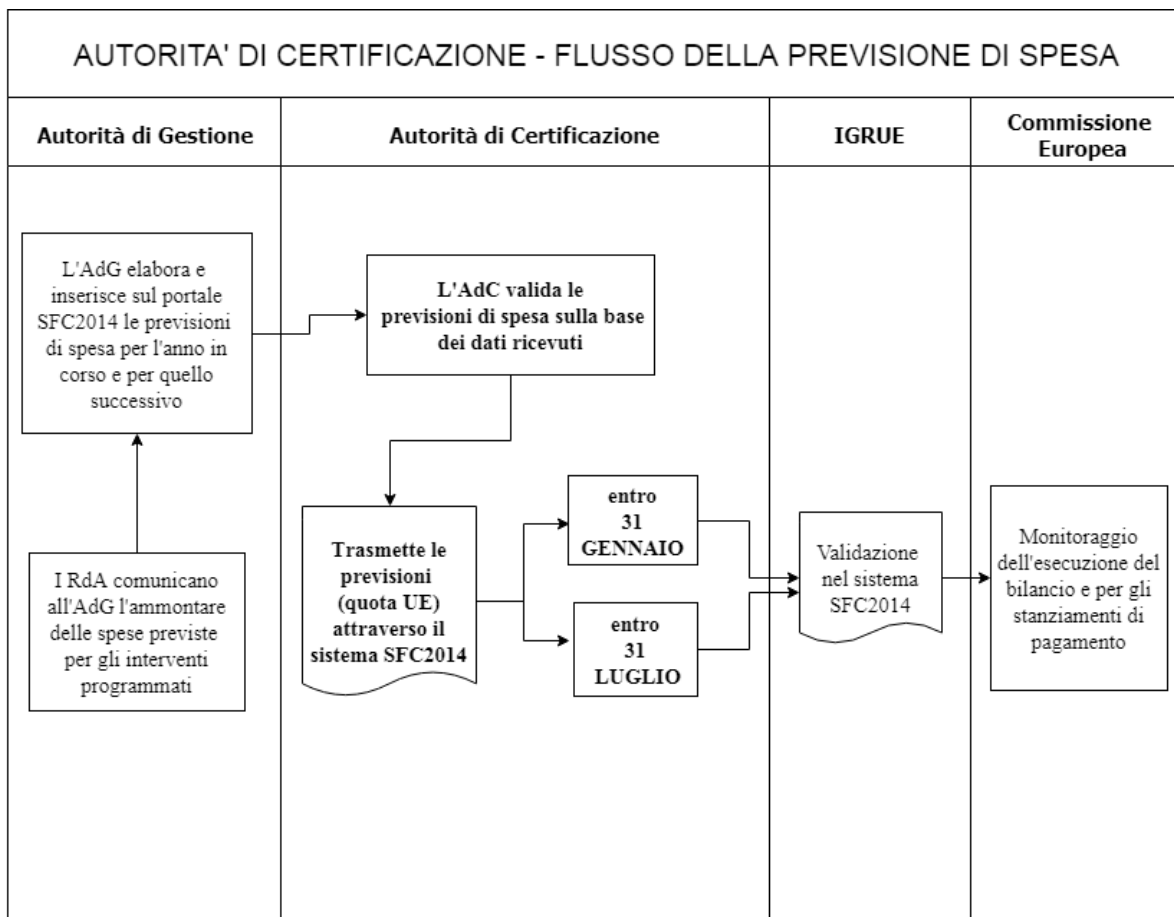 AUTORITA' DI CERTIFICAZIONE - FLUSSO DELLA PREVISIONE DI SPESA
Autorità di Gestione
Autorità di Certificazione
IGRUE
Commissione
Europea
L'AdG elabora e
inserisce sul portale
SFC2014 le previsioni
di spesa per l'anno in
corso e per quello
successivo
I RdA comunicano
all'AdG l'ammontare
delle spese previste
per gli interventi
programmati
L'AdC valida le
previsioni di spesa sulla base
dei dati ricevuti
Trasmette le
previsioni
(quota UE)
attraverso il
sistema SFC2014
entro
31
GENNAIO
entro
31
LUGLIO
Validazione
nel sistema
SFC2014
Monitoraggio
dell'esecuzione del
bilancio e per gli
stanziamenti di
pagamento